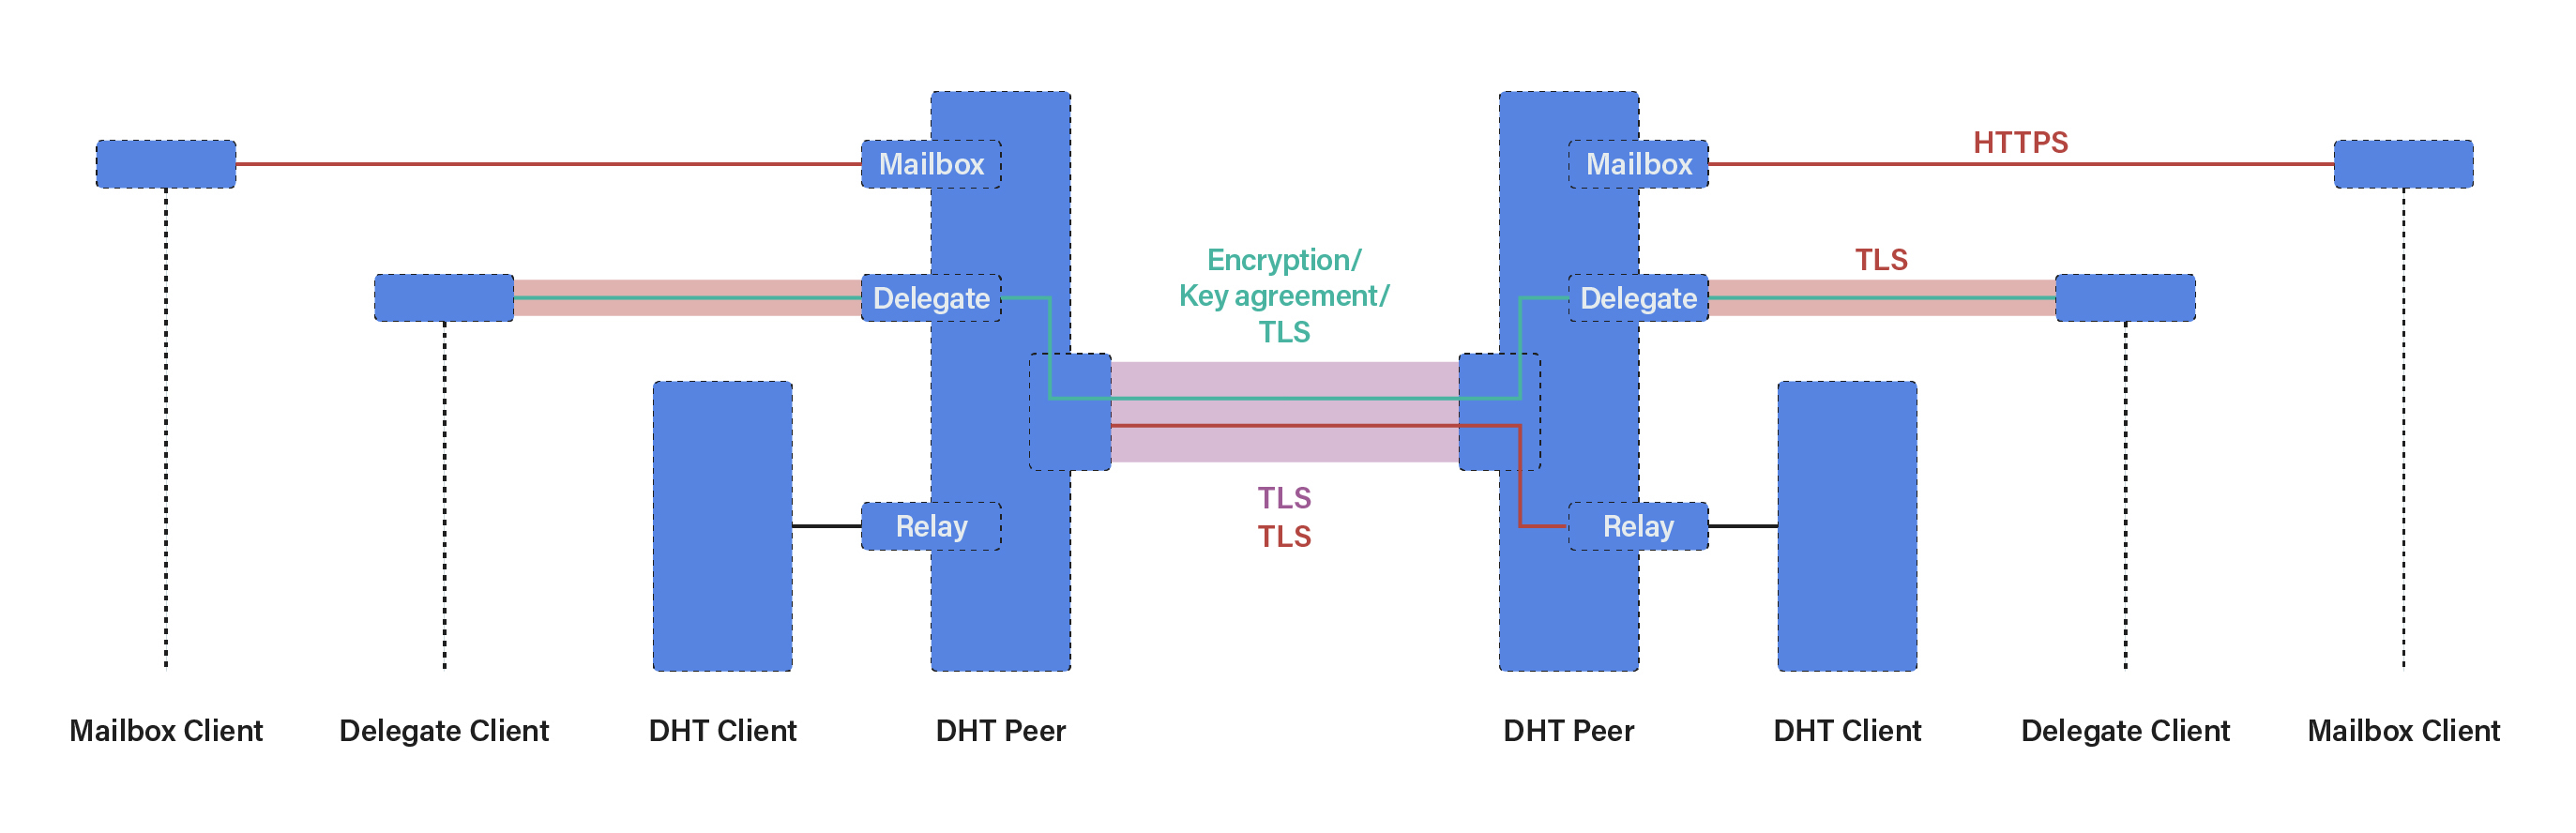 HTTPS
Mailbox
Mailbox
Encryption/
Key agreement/
TLS
TLS
Delegate
Delegate
TLS
TLS
Relay
Relay
Mailbox Client
Delegate Client
DHT Client
DHT Peer
DHT Peer
DHT Client
Delegate Client
Mailbox Client